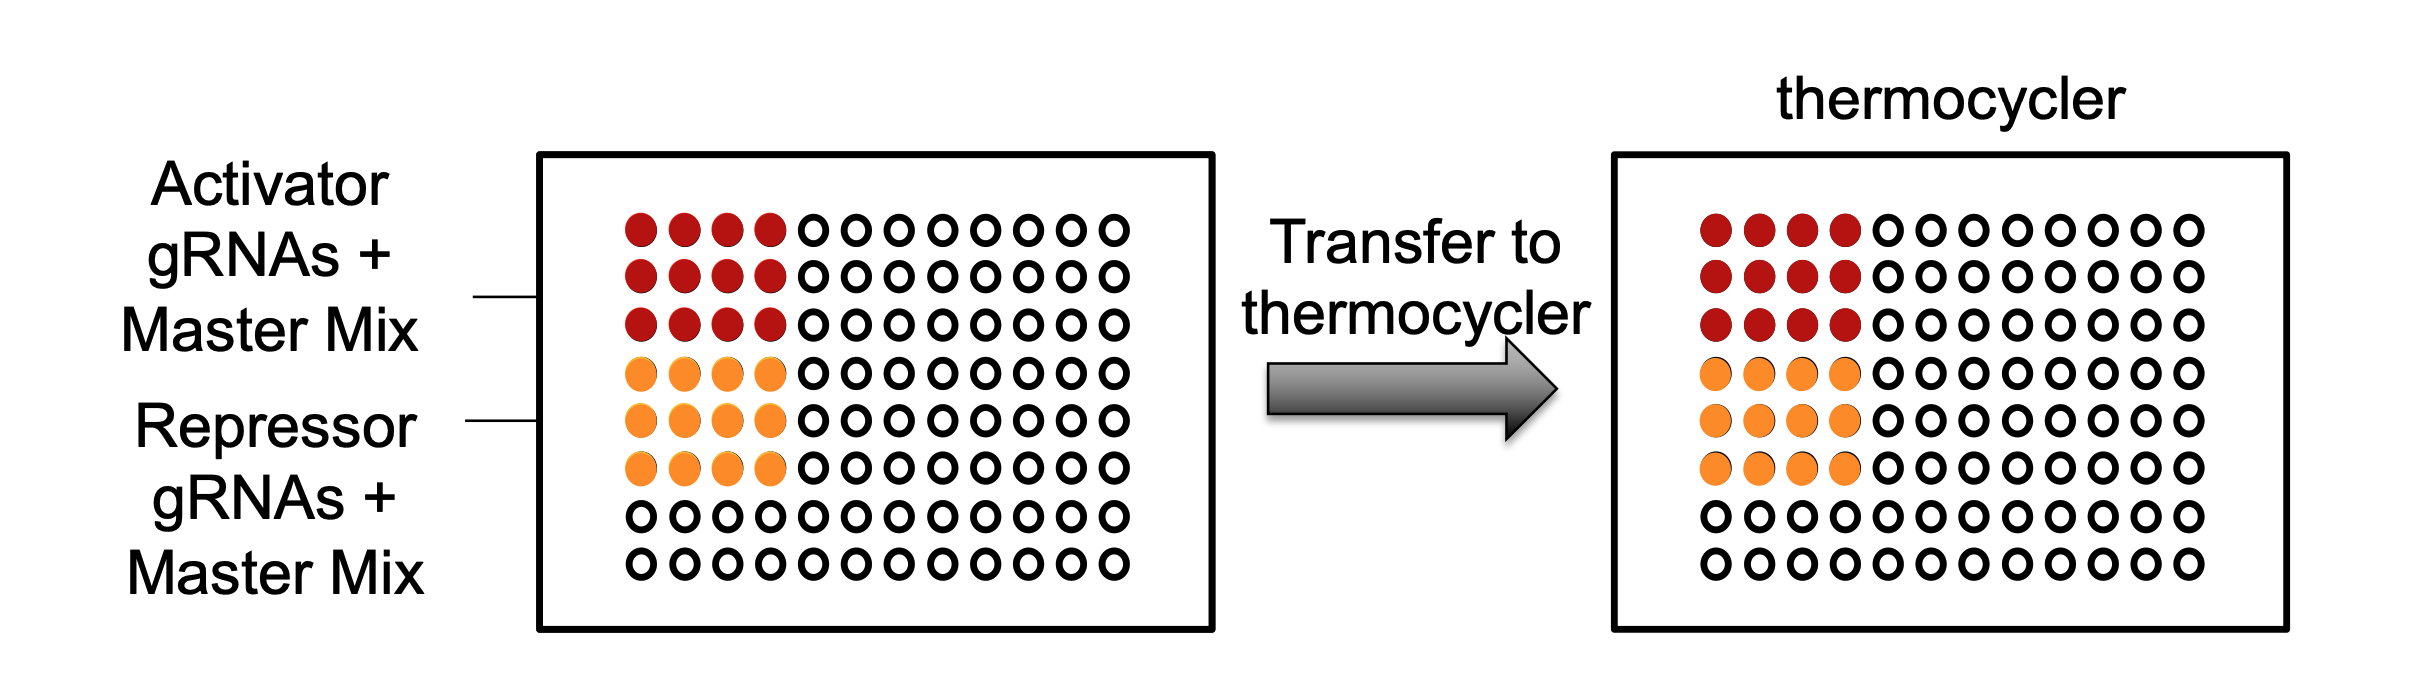 Activator
gRNAs +
Master Mix
Repressor
gRNAs +
Master Mix
Transfer to
thermocycler
thermocycler